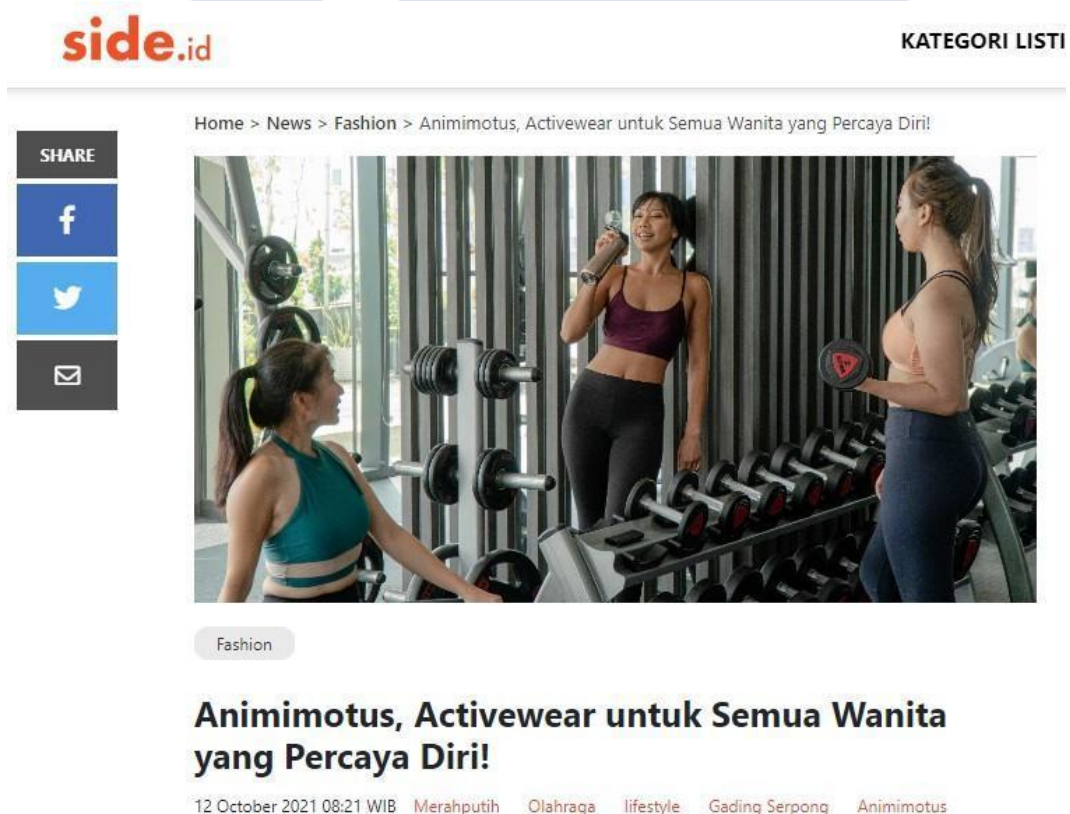 side.id
KATEGORI LISTI
Home > News > Fashion > Animimotus, Activewear untuk Semua Wanita yang Percaya Diri!
SHARE
Fashion
Animimotus, Activewear untuk Semua Wanita
yang Percaya Diri!
12 October 2021 08:21 WIB Merahputih Olahraga lifestyle Gading Serpong Animimotus